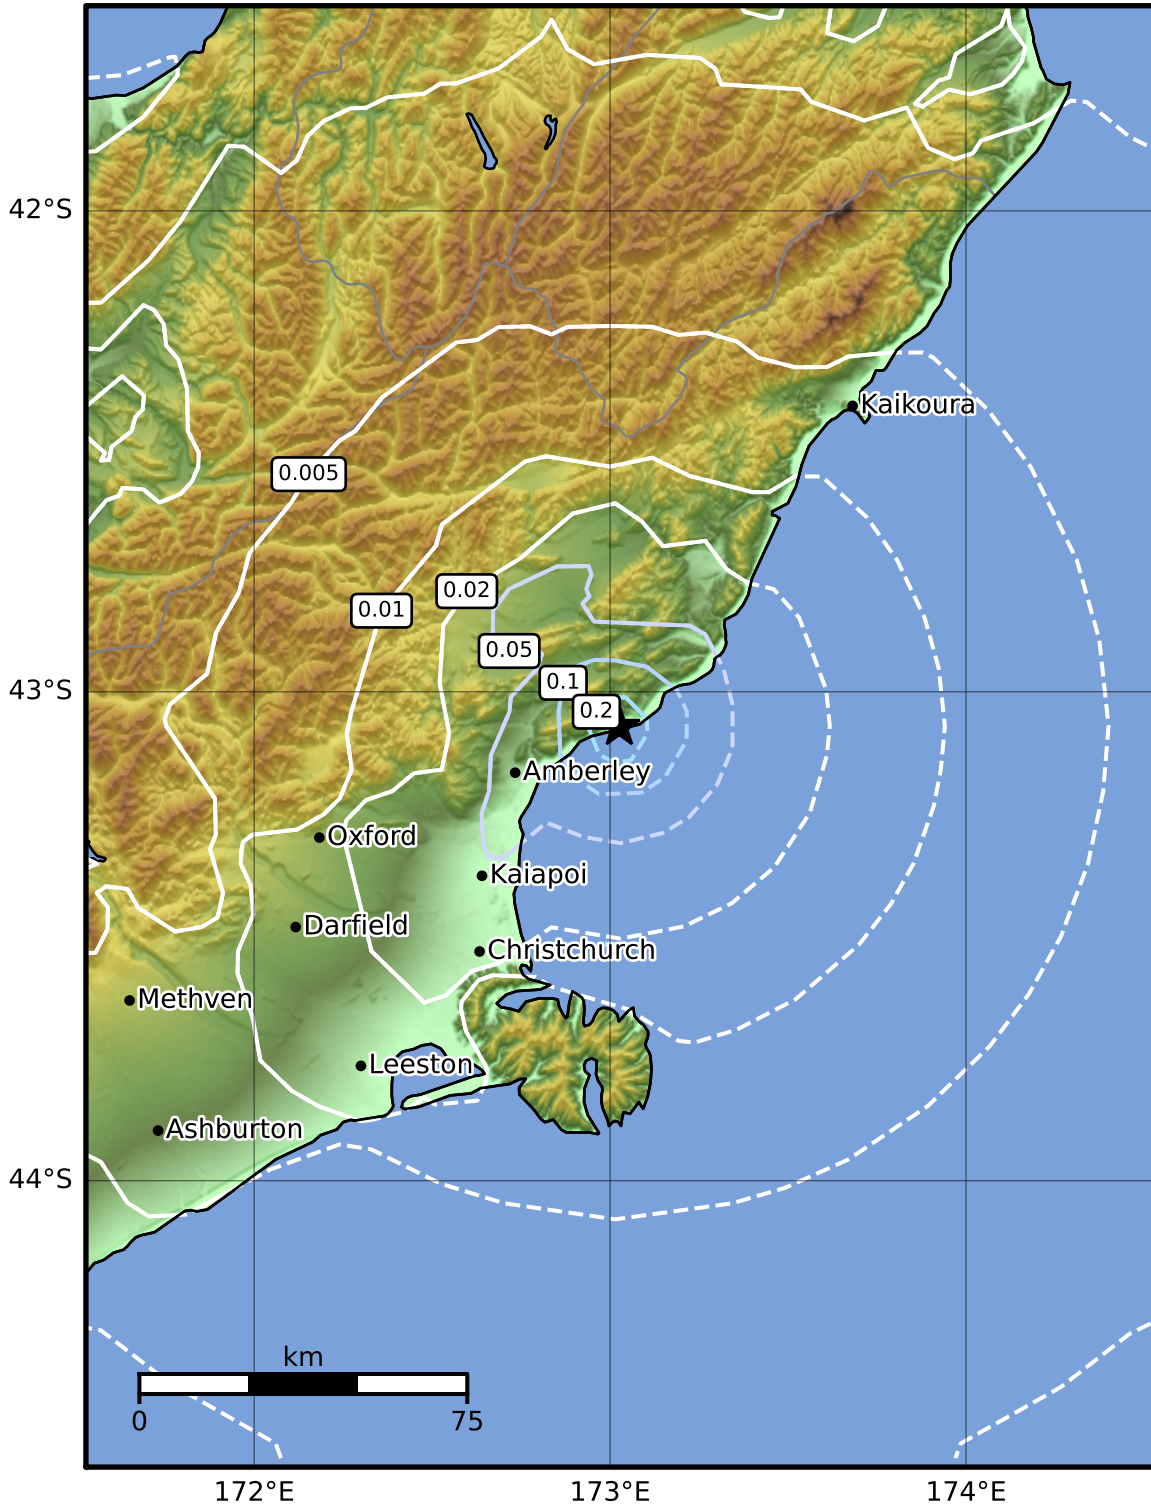 42°S
Kaikoura
0.005
0.02
0.01
0.05
0.1
43°S
0.2
Amberley
Oxford
Kaiapoi
Darfield
Christchurch
Methven
Leeston
Ashburton
44°S
km
0 75
172°E 173°E 174°E